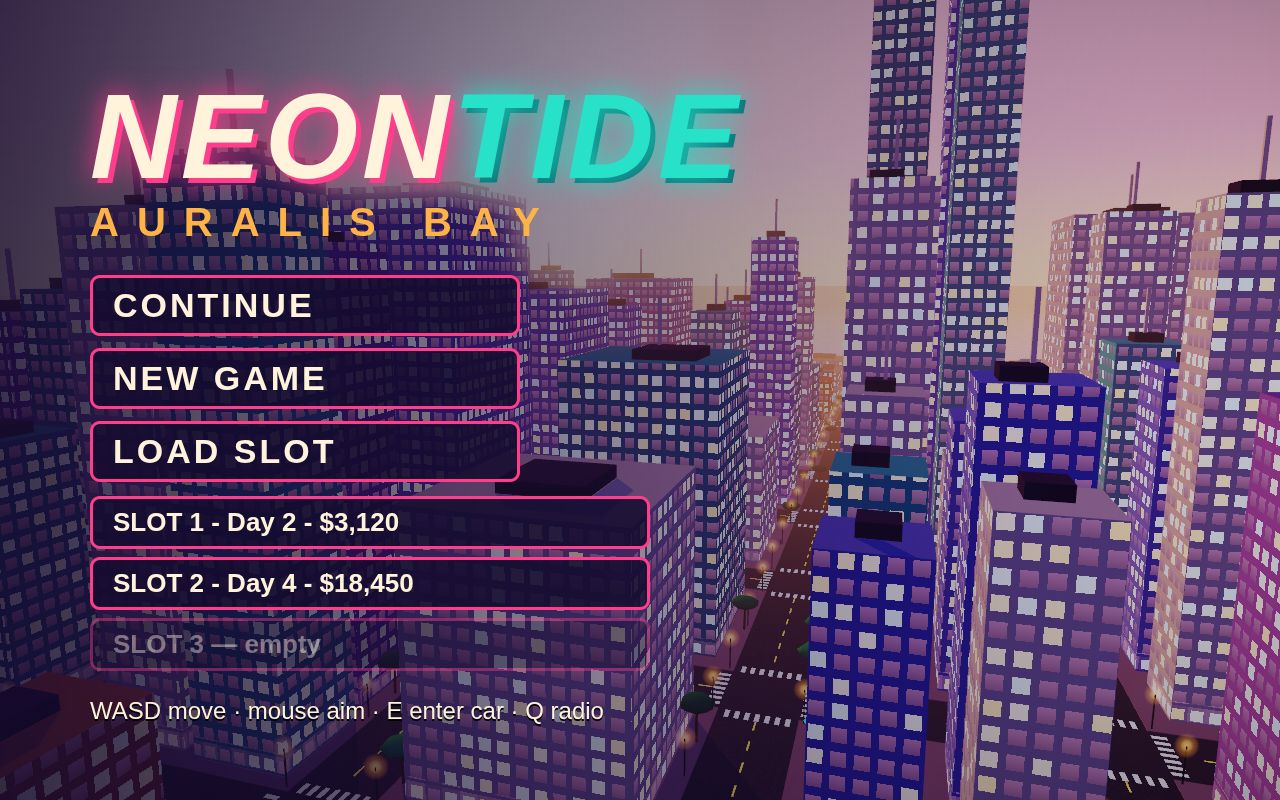 NEONTIDE
AURALIS BAY
CONTINUE
NEW GAME
LOAD SLOT
SLOT 1 - Day 2 - $3,120
SLOT 2 - Day 4 - $18,450
SLOT 3 — empty
WASD move · mouse aim · E enter car · Q radio